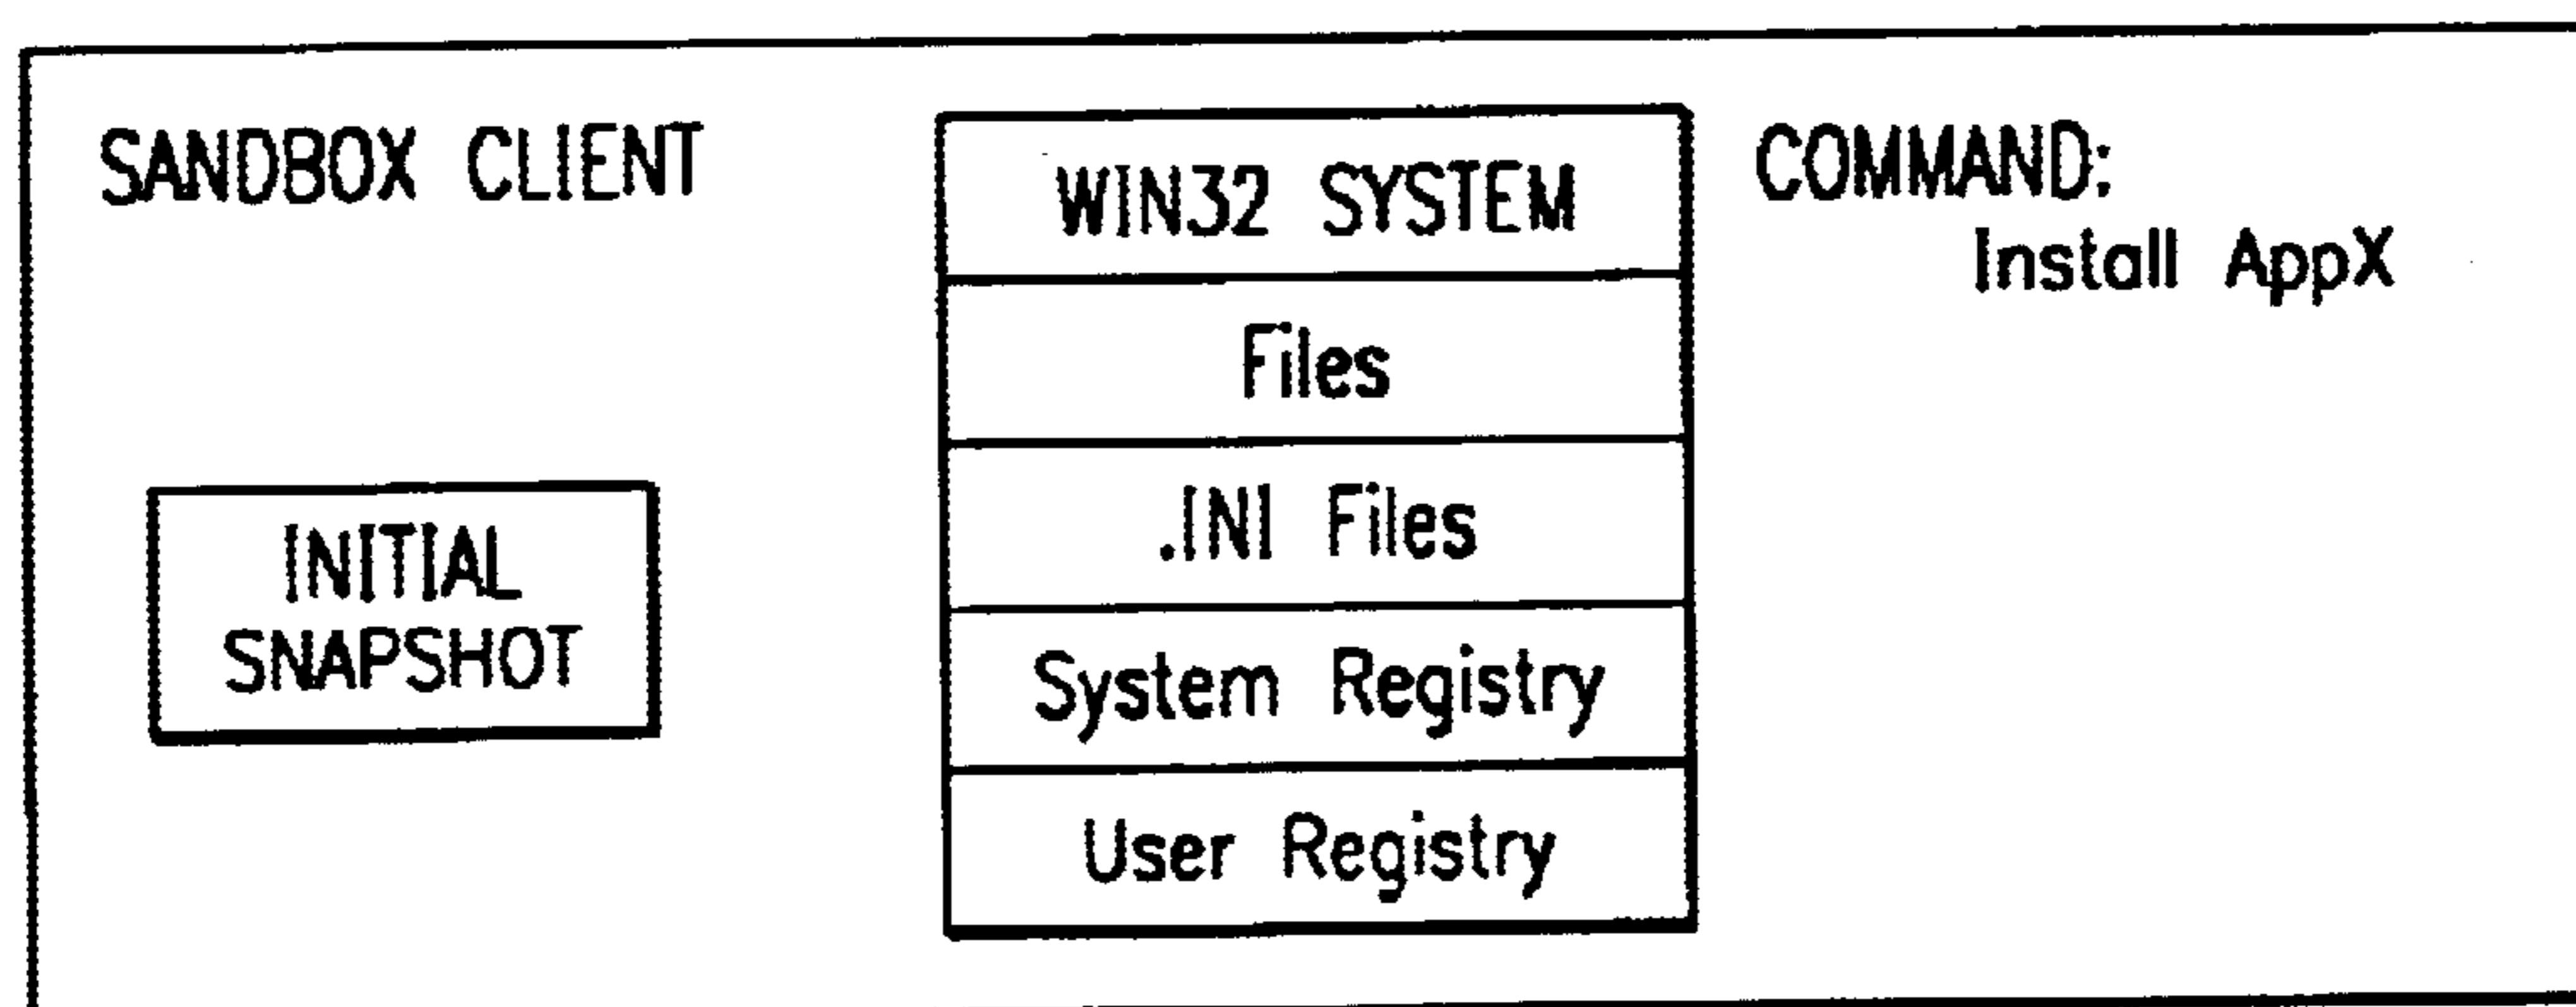 SANDBOX CLIENT
INITIAL
SNAPSHOT
WIN32 SYSTEM
Files
.INI Files
System Registry
User Registry
COMMAND:
Install AppX